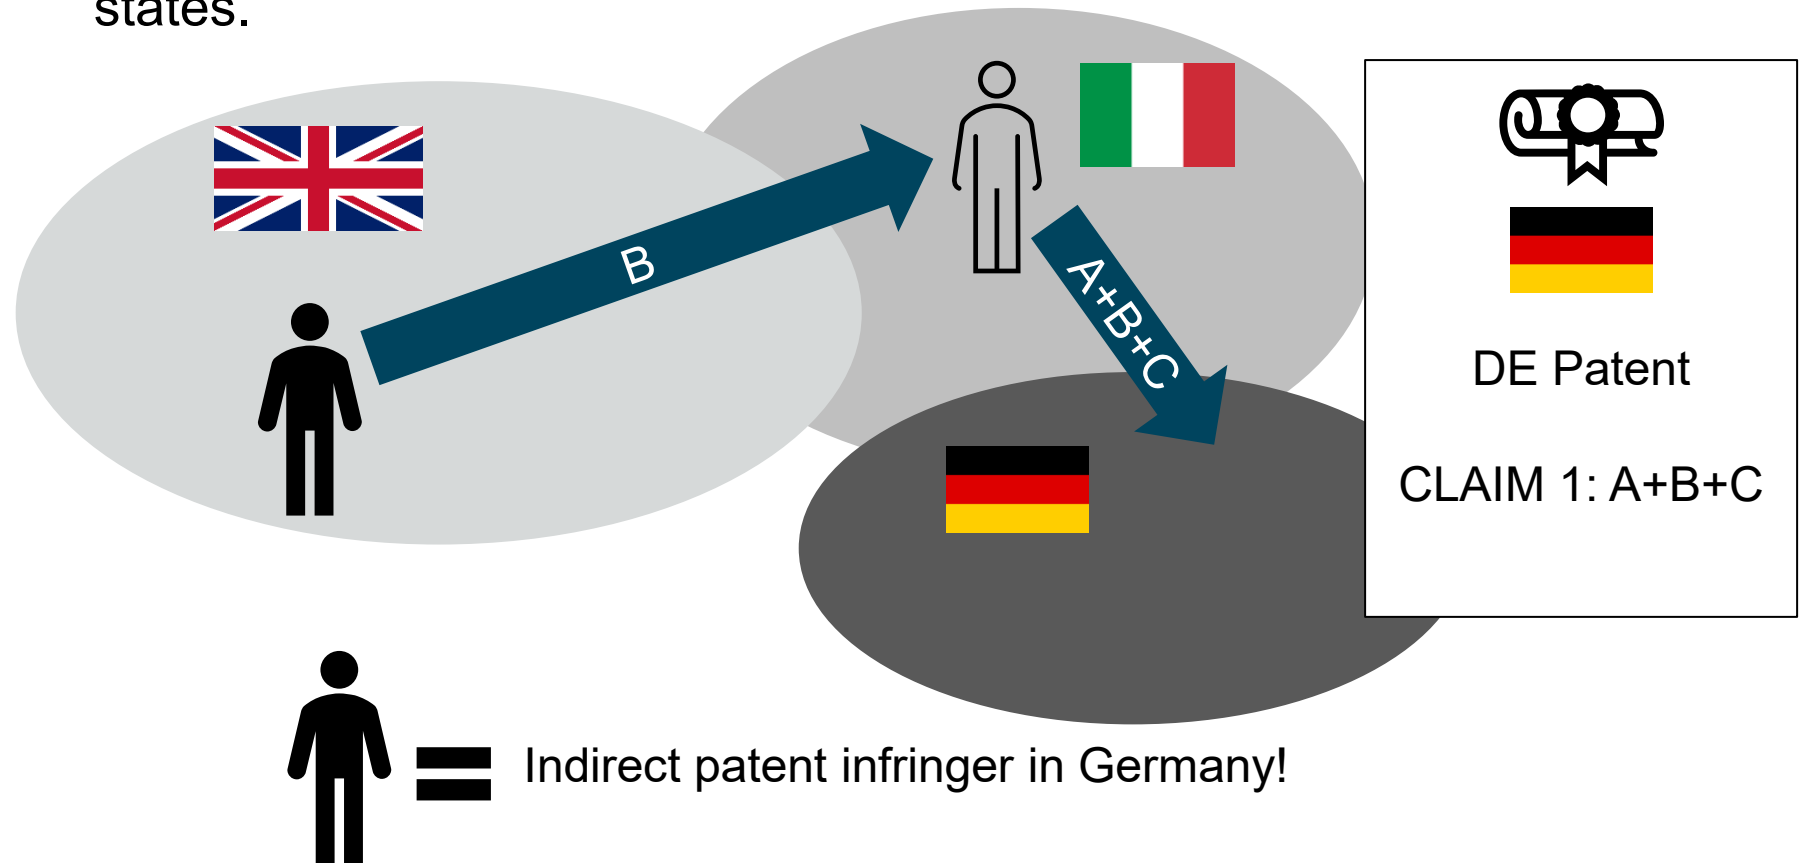 states.
B
A+B+C
DE Patent
CLAIM 1: A+B+C
Indirect patent infringer in Germany!